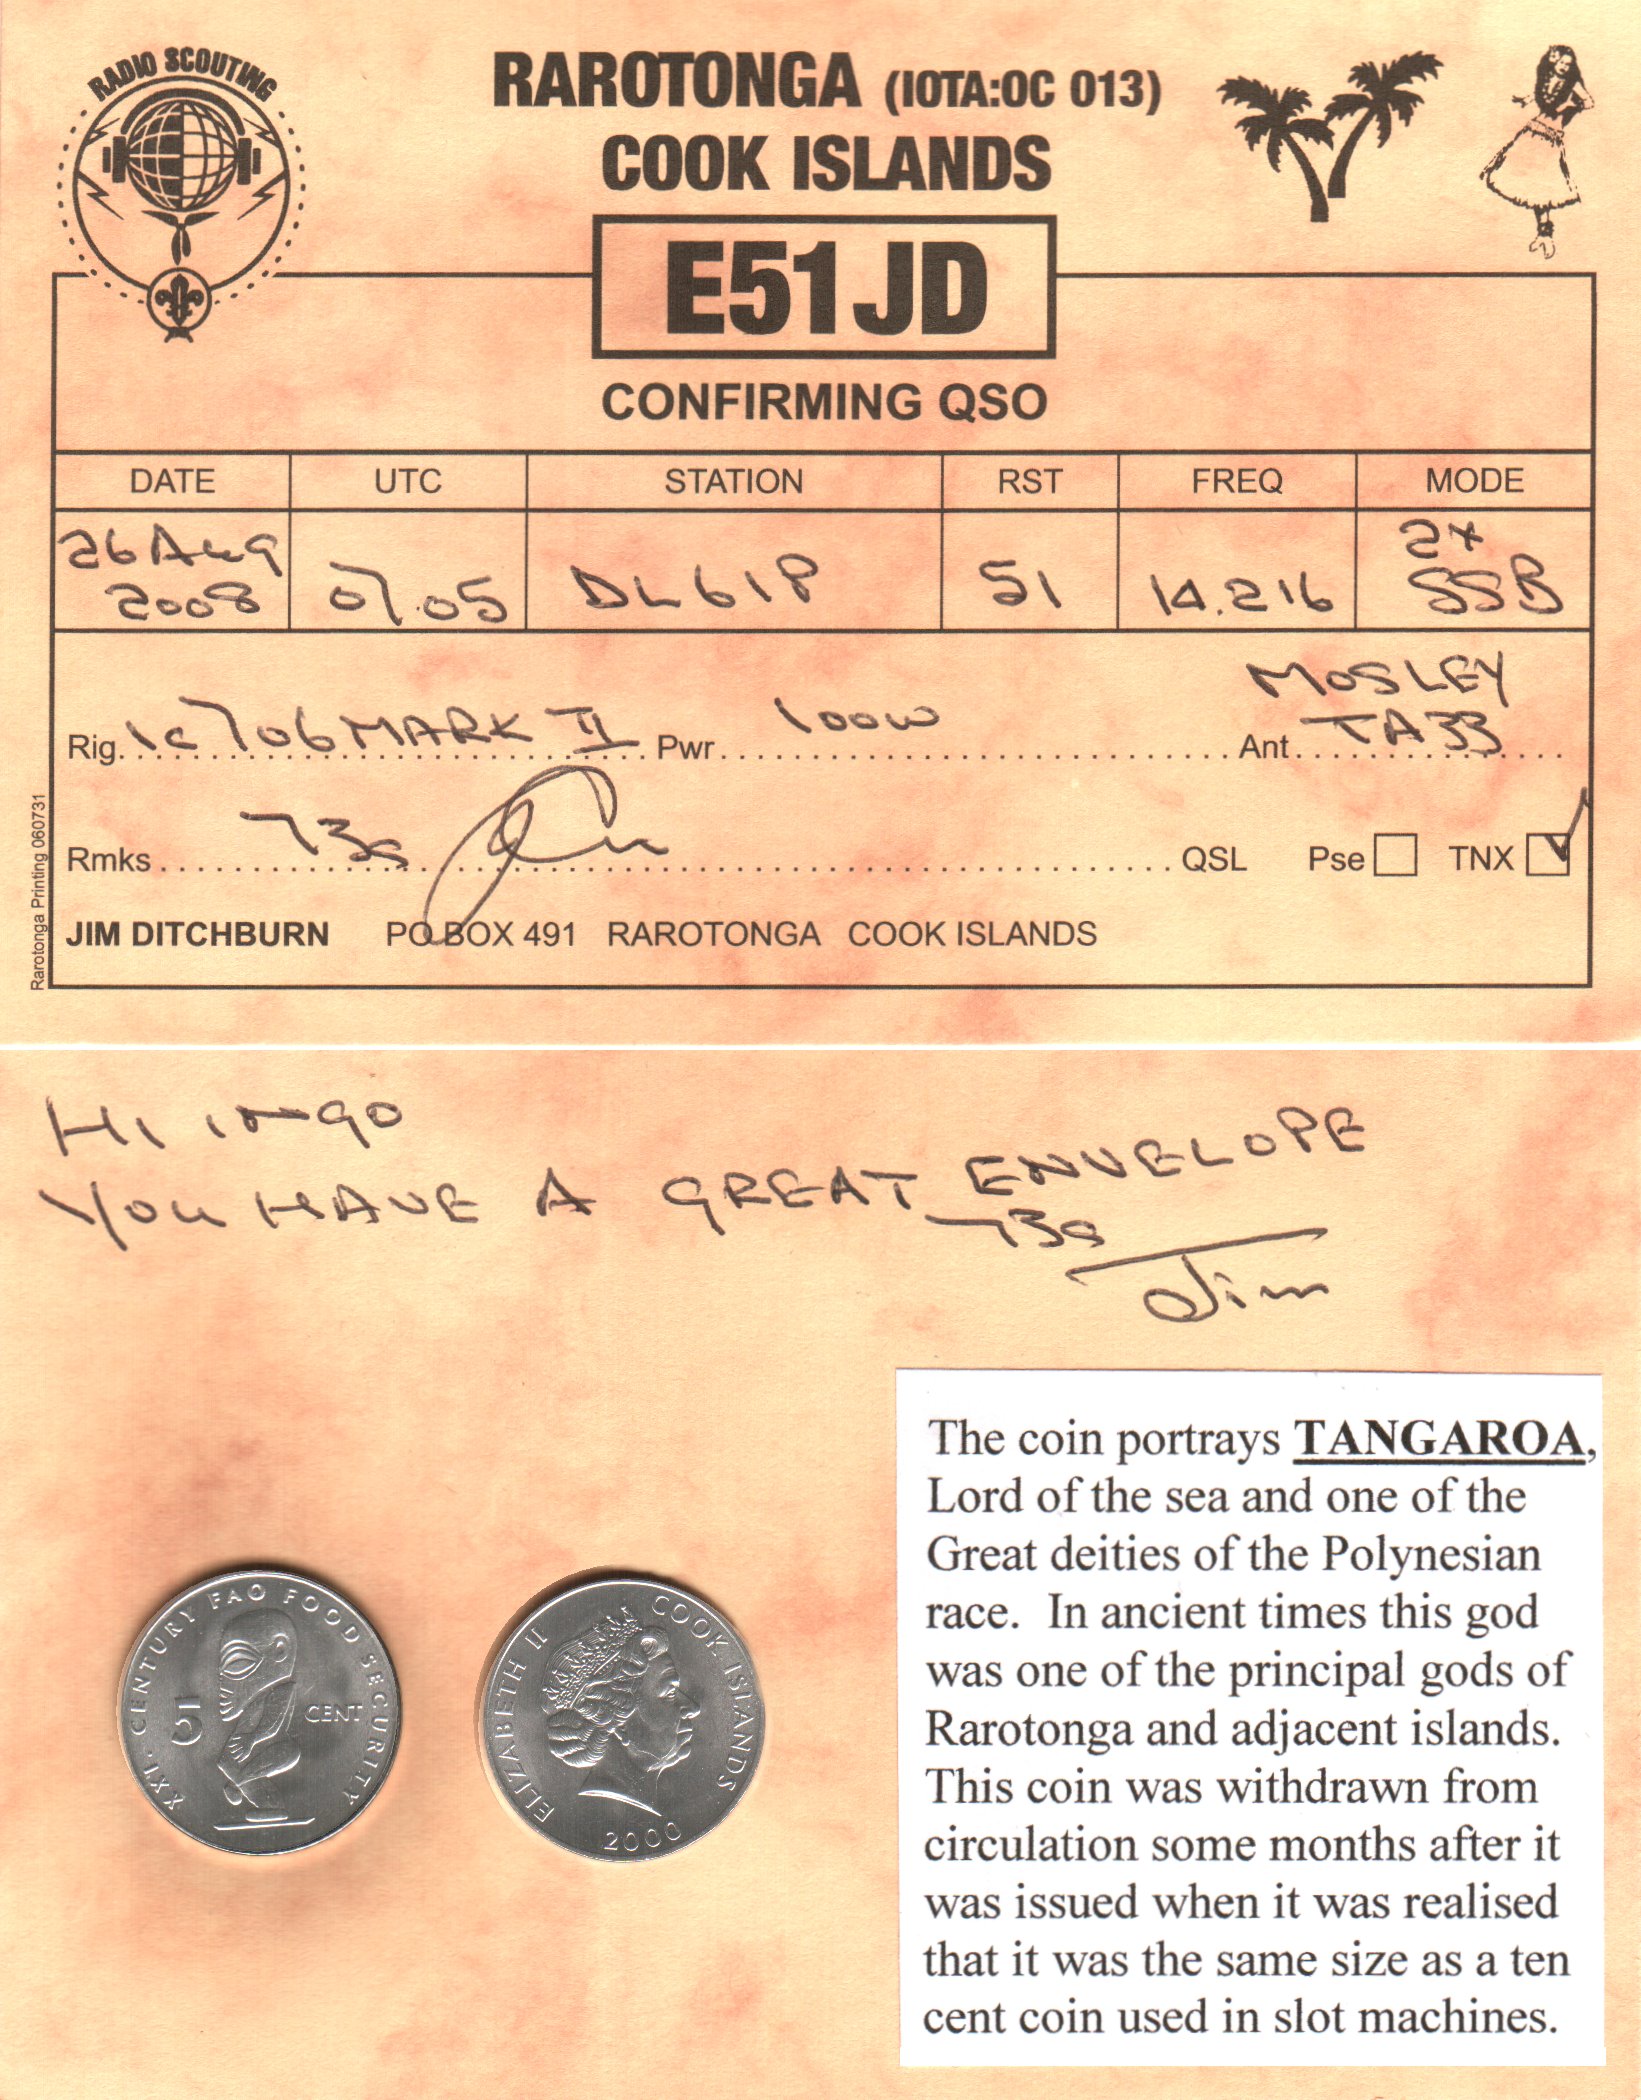 RADIO SCOUTING
RAROTONGA (IOTA:OC 013)
COOK ISLANDS
E51JD
CONFIRMING QSO
DATE UTC STATION RST FREQ MODE
26 Aug 2008 07.05 DL61P 51 14.216 2x SSB
MOSLEY
Rig. IC706 MARK II Pwr. 100W Ant. TA33
Rmks 73s QSL Pse TNX
JIM DITCHBURN PO BOX 491 RAROTONGA COOK ISLANDS
Rarotonga Printing 060731
HI INGO
YOU HAVE A GREAT ENVELOPE
73s
Jim
XXI CENTURY FAO FOOD SECURITY
5 CENT
ELIZABETH II COOK ISLANDS
2000
The coin portrays TANGAROA,
Lord of the sea and one of the
Great deities of the Polynesian
race. In ancient times this god
was one of the principal gods of
Rarotonga and adjacent islands.
This coin was withdrawn from
circulation some months after it
was issued when it was realised
that it was the same size as a ten
cent coin used in slot machines.